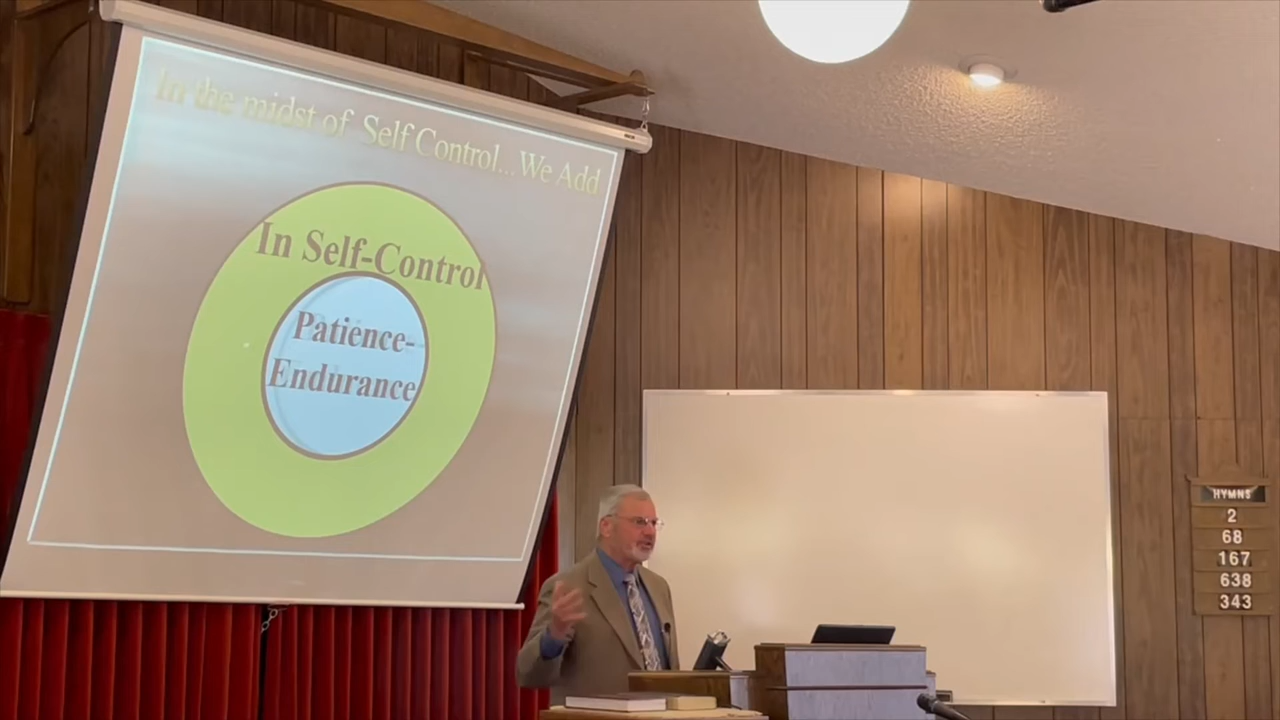 In the midst of Self Control... We Add
In Self-Control
Patience-
Endurance
HYMNS
2
68
167
638
343